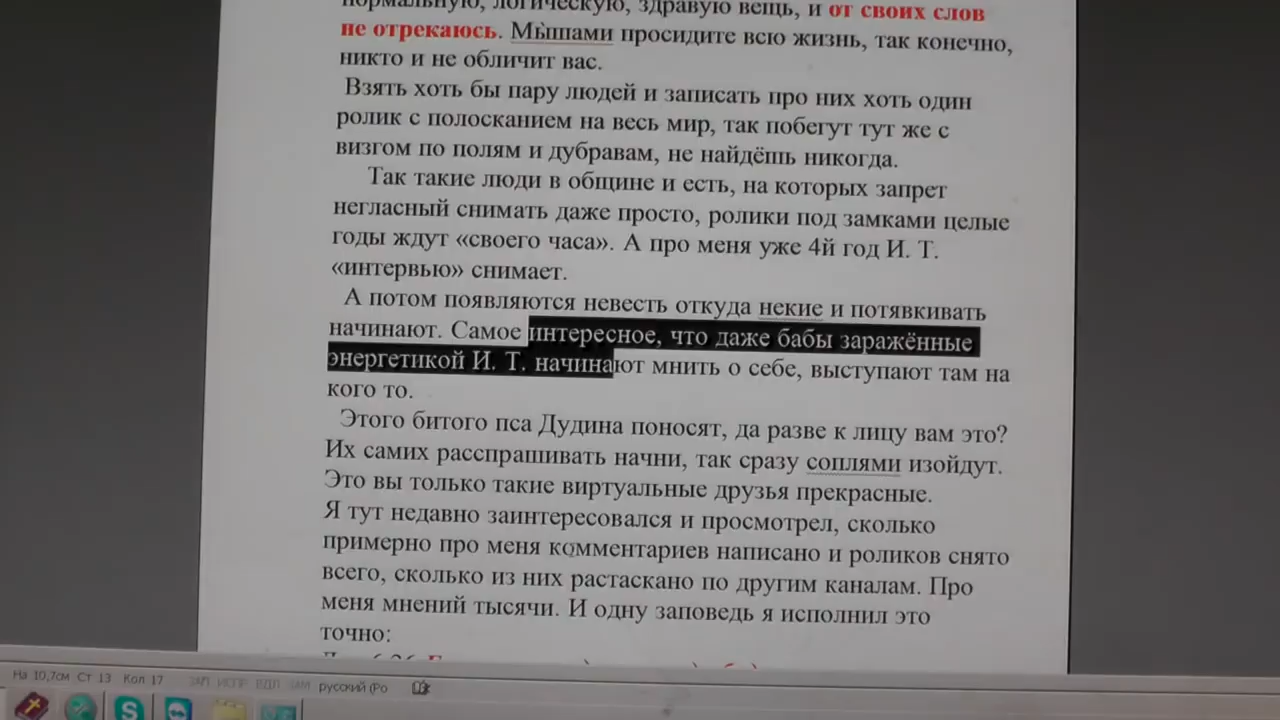 нормальную, логическую, здравую вещь, и от своих слов
не отрекаюсь. Мышами просидите всю жизнь, так конечно,
никто и не обличит вас.
Взять хоть бы пару людей и записать про них хоть один
ролик с полосканием на весь мир, так побегут тут же с
визгом по полям и дубравам, не найдёшь никогда.
Так такие люди в общине и есть, на которых запрет
негласный снимать даже просто, ролики под замками целые
годы ждут «своего часа». А про меня уже 4й год И. Т.
«интервью» снимает.
А потом появляются невесть откуда некие и потявкивать
начинают. Самое интересное, что даже бабы заражённые
энергетикой И. Т. начинают мнить о себе, выступают там на
кого то.
Этого битого пса Дудина поносят, да разве к лицу вам это?
Их самих расспрашивать начни, так сразу соплями изойдут.
Это вы только такие виртуальные друзья прекрасные.
Я тут недавно заинтересовался и просмотрел, сколько
примерно про меня комментариев написано и роликов снято
всего, сколько из них растаскано по другим каналам. Про
меня мнений тысячи. И одну заповедь я исполнил это
точно:
На 10,7см Ст 13 Кол 17 ЗАП ИСПР ВДЛ ЗАМ русский (Ро